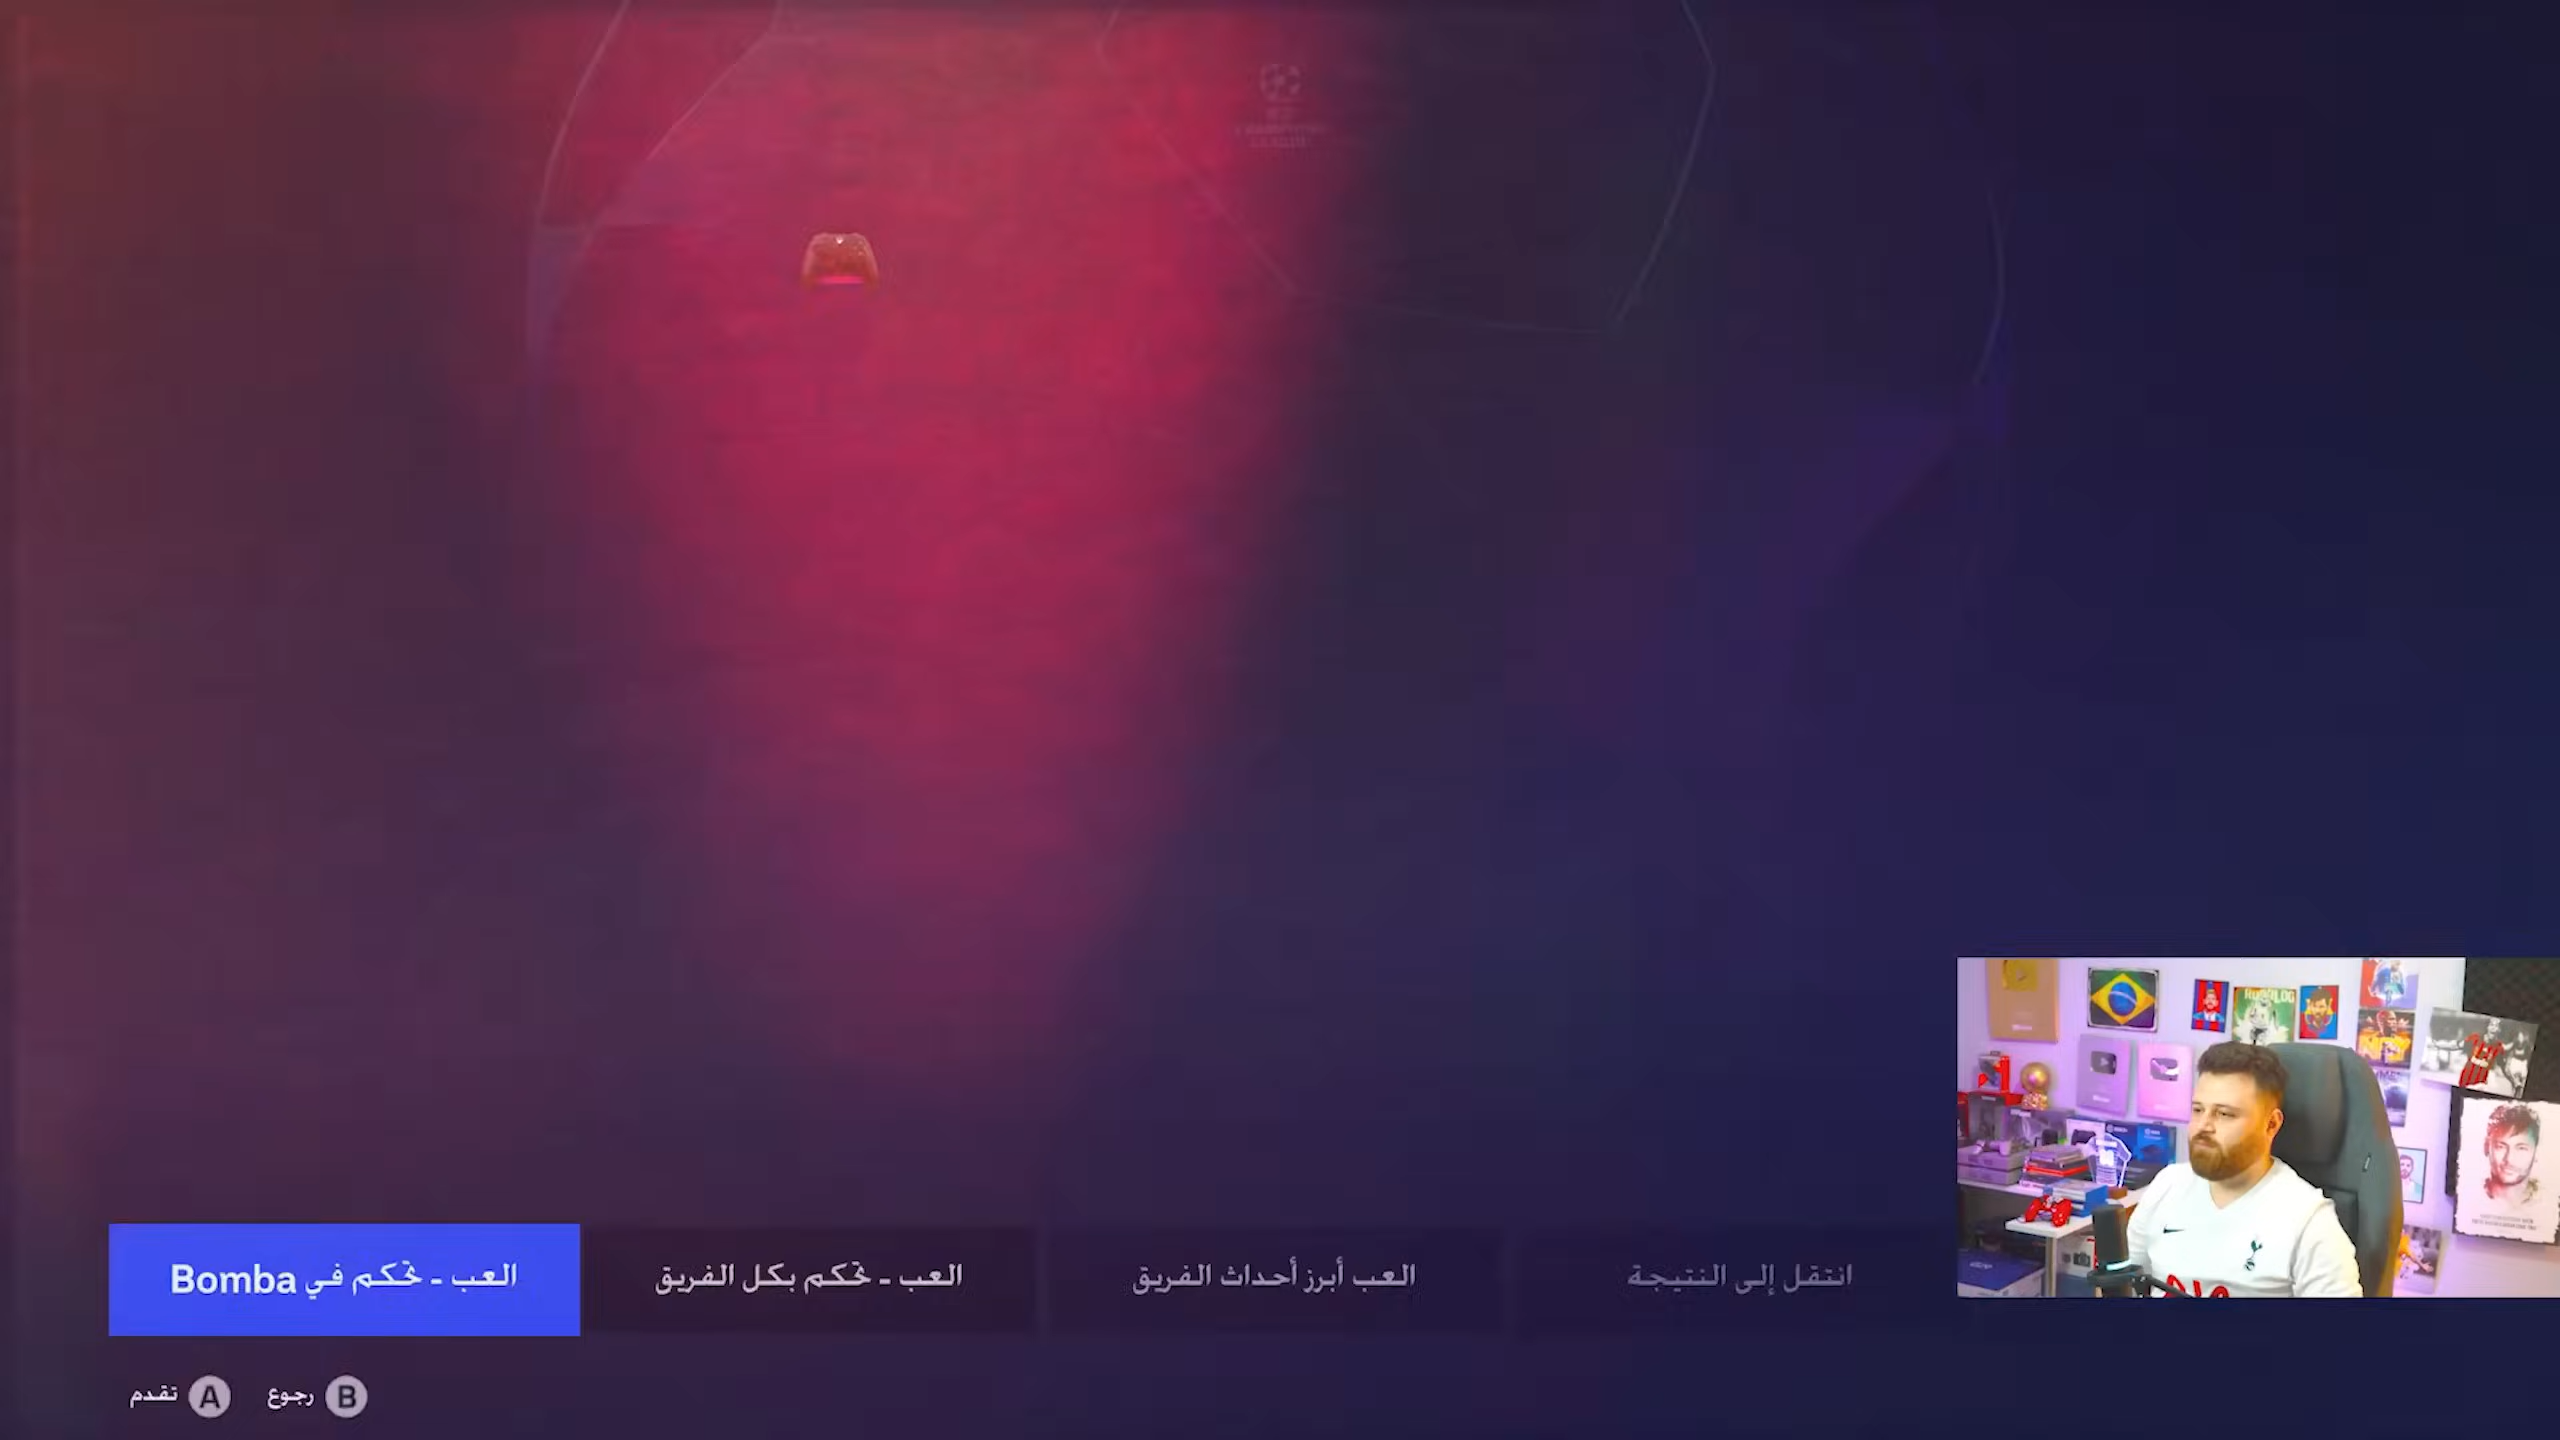 العب - تحكم في Bomba
العب - تحكم بكل الفريق
العب أبرز أحداث الفريق
انتقل إلى النتيجة
تقدم A
رجوع B